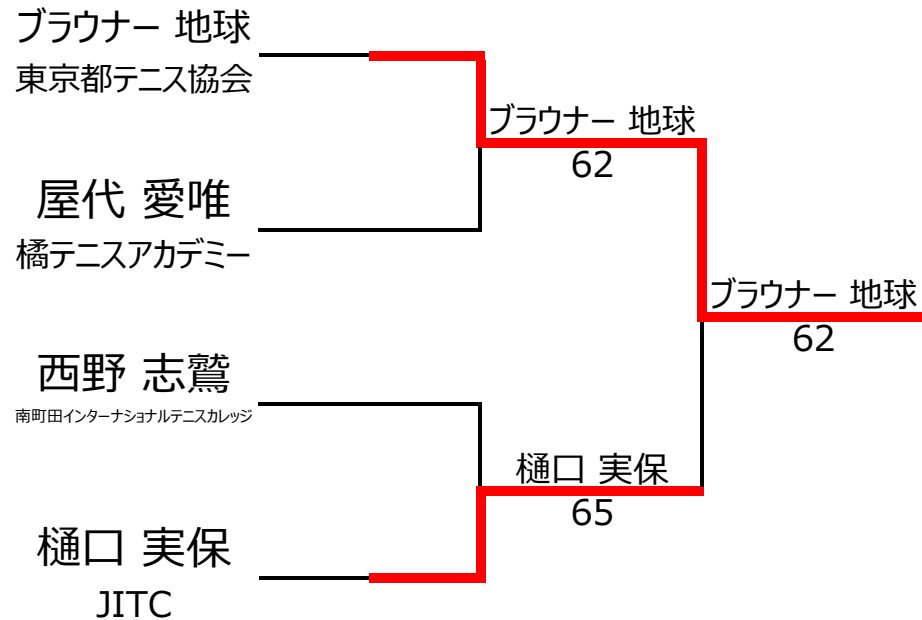 ブラウナー 地球
東京都テニス協会
ブラウナー 地球
62
屋代 愛唯
橘テニスアカデミー
ブラウナー 地球
62
西野 志鷲
南町田インターナショナルテニスカレッジ
樋口 実保
65
樋口 実保
JITC